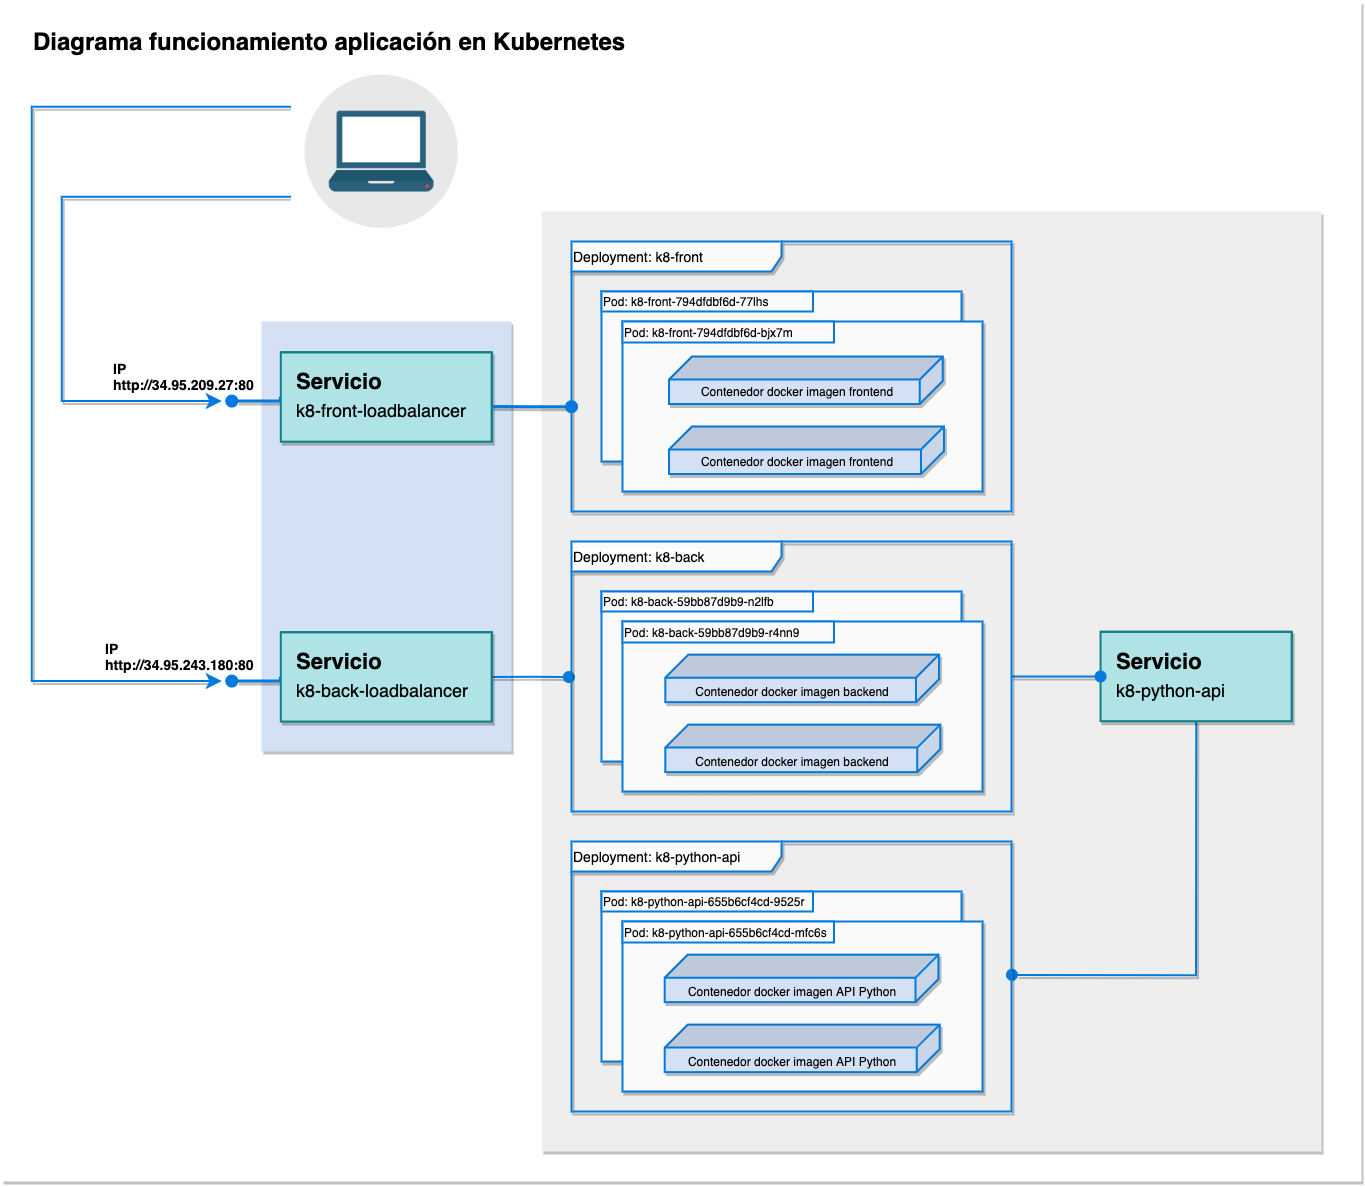 Diagrama funcionamiento aplicación en Kubernetes
IP
http://34.95.209.27:80
Servicio
k8-front-loadbalancer
Deployment: k8-front
Pod: k8-front-794dfdbf6d-77lhs
Pod: k8-front-794dfdbf6d-bjx7m
Contenedor docker imagen frontend
Contenedor docker imagen frontend
IP
http://34.95.243.180:80
Servicio
k8-back-loadbalancer
Deployment: k8-back
Pod: k8-back-59bb87d9b9-n2lfb
Pod: k8-back-59bb87d9b9-r4nn9
Contenedor docker imagen backend
Contenedor docker imagen backend
Servicio
k8-python-api
Deployment: k8-python-api
Pod: k8-python-api-655b6cf4cd-9525r
Pod: k8-python-api-655b6cf4cd-mfc6s
Contenedor docker imagen API Python
Contenedor docker imagen API Python